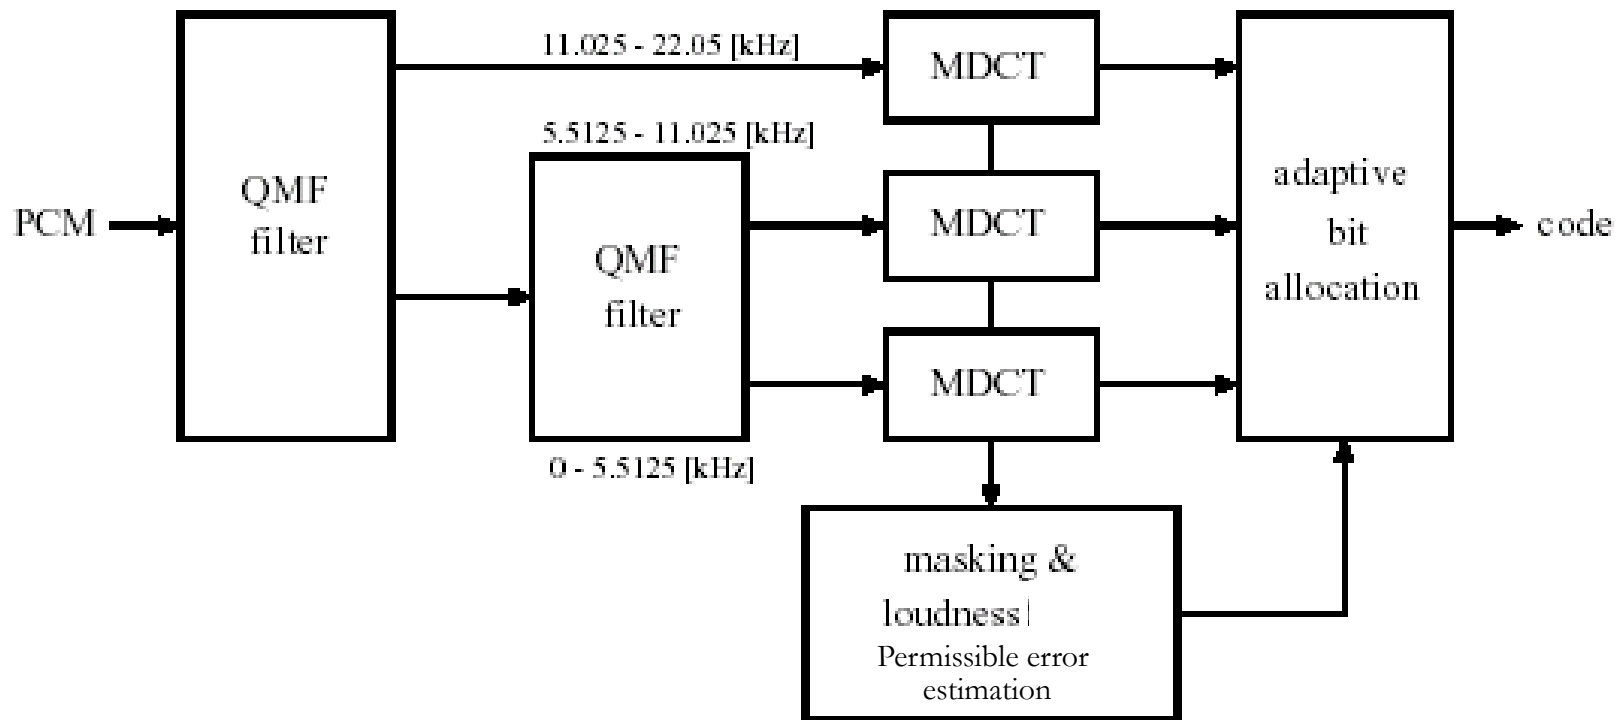 PCM
QMF
filter
11.025 - 22.05 [kHz]
5.5125 - 11.025 [kHz]
QMF
filter
0 - 5.5125 [kHz]
MDCT
MDCT
MDCT
adaptive
bit
allocation
code
masking &
loudness
Permissible error
estimation